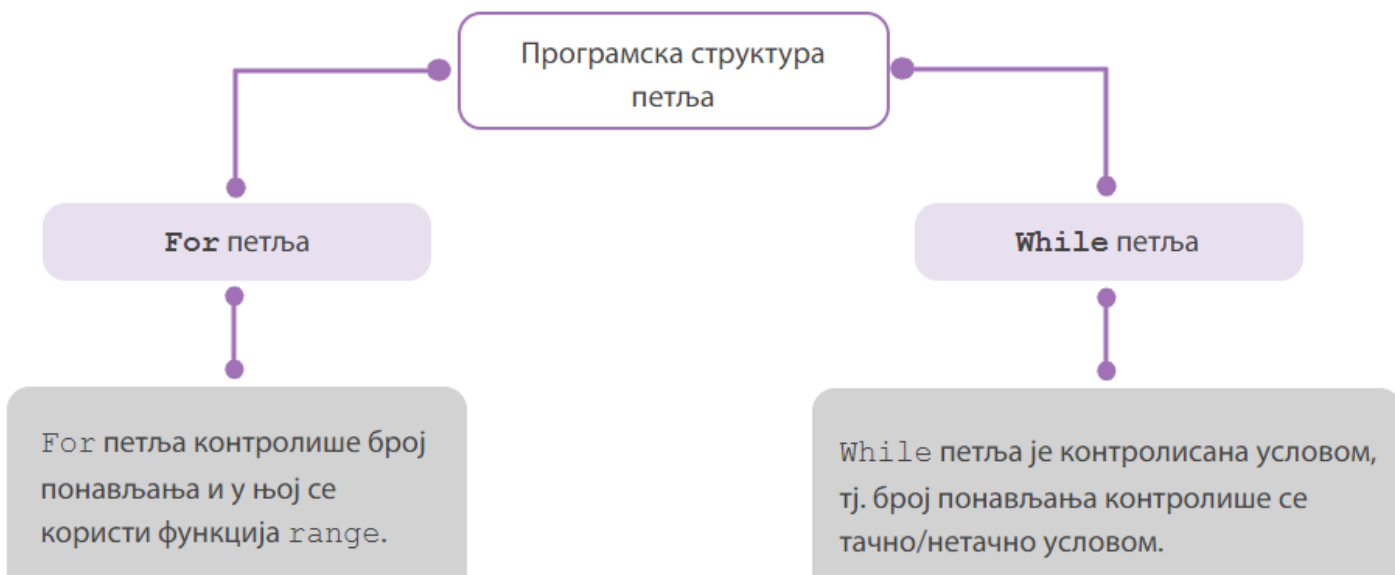 Програмска структура
петља
For петља
While петља
For петља контролише број
понављања и у њој се
користи функција range.
While петља је контролисана условом,
тј. број понављања контролише се
тачно/нетачно условом.